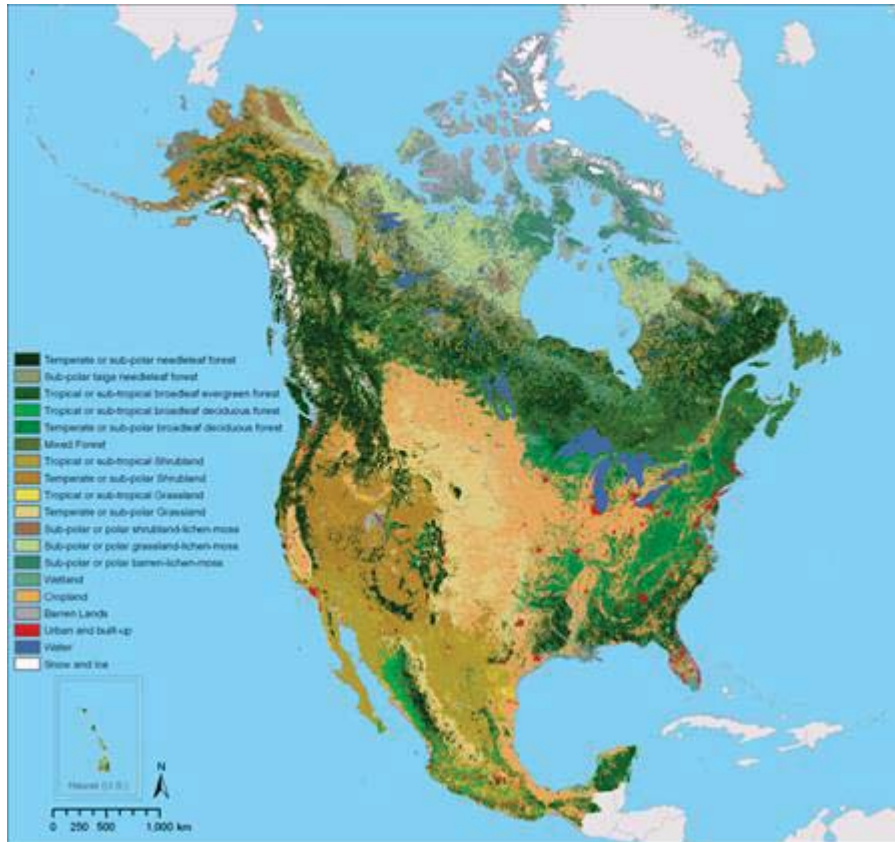 Temperate or sub-polar needleleaf forest
Sub-polar taiga needleleaf forest
Tropical or sub-tropical broadleaf evergreen forest
Tropical or sub-tropical broadleaf deciduous forest
Temperate or sub-polar broadleaf deciduous forest
Mixed Forest
Tropical or sub-tropical Shrubland
Temperate or sub-polar Shrubland
Tropical or sub-tropical Grassland
Temperate or sub-polar Grassland
Sub-polar or polar shrubland-lichen-moss
Sub-polar or polar grassland-lichen-moss
Sub-polar or polar barren-lichen-moss
Wetland
Cropland
Barren Lands
Urban and built-up
Water
Snow and Ice
Hawaii (U.S.)
N
0 250 500 1,000 km